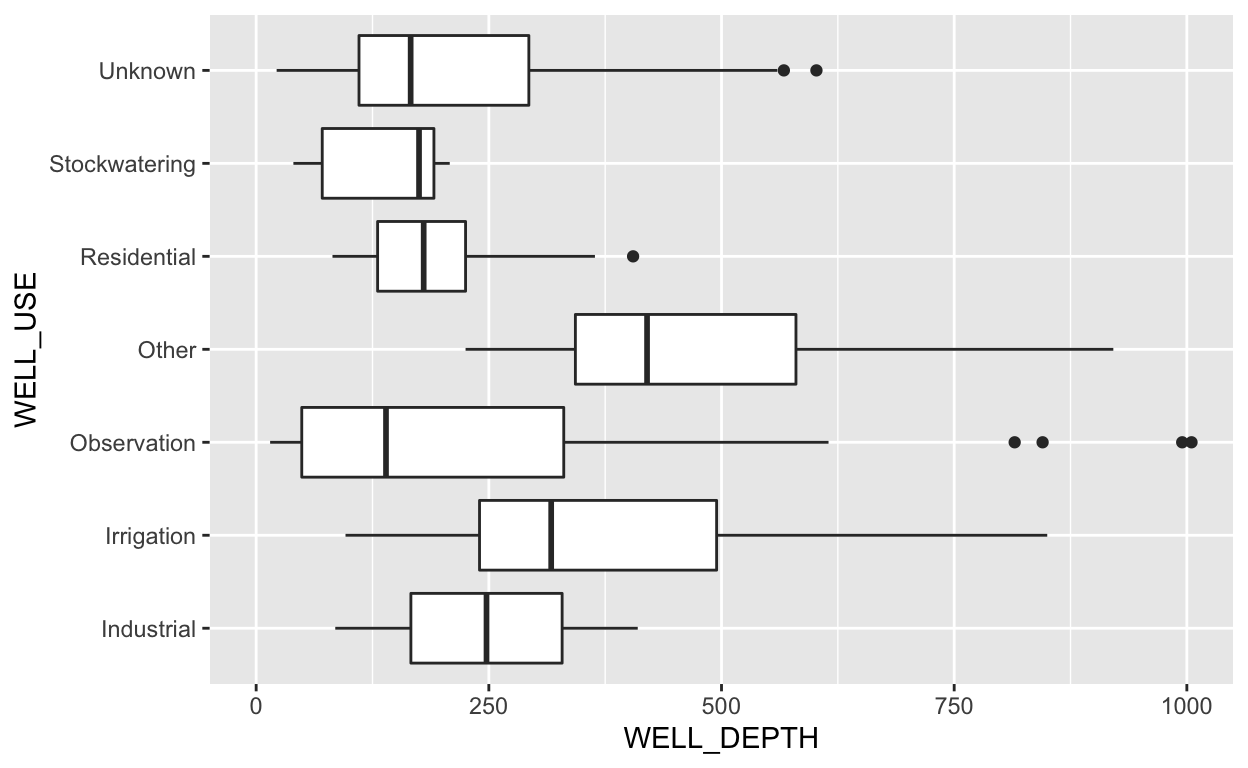 Unknown
Stockwatering
Residential
Other
Observation
Irrigation
Industrial
WELL_USE
0 250 500 750 1000
WELL_DEPTH